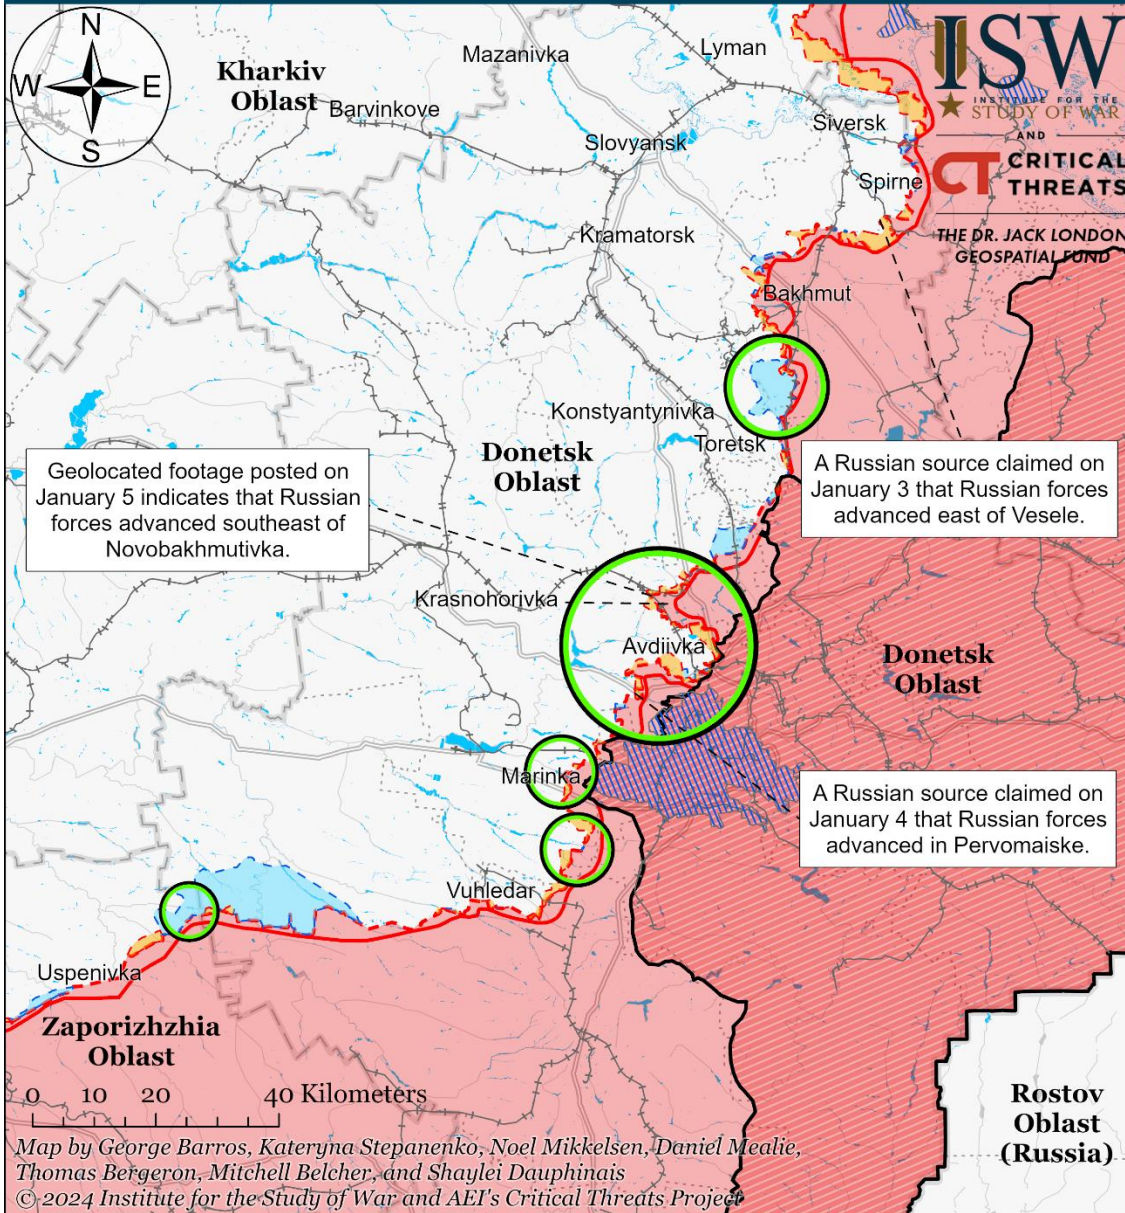 N
W
E
S
Kharkiv
Oblast
Mazanivka
Lyman
Barvinkove
Slovyansk
Siversk
Spirne
Kramatorsk
ISW
INSTITUTE FOR THE
STUDY OF WAR
AND
CT CRITICAL
THREATS
THE DR. JACK LONDON
GEOSPATIAL FUND
Bakhmut
Konstyantynivka
Toretsk
Donetsk
Oblast
Geolocated footage posted on
January 5 indicates that Russian
forces advanced southeast of
Novobakhmutivka.
A Russian source claimed on
January 3 that Russian forces
advanced east of Vesele.
Krasnohorivka
Avdiivka
Donetsk
Oblast
Marinka
A Russian source claimed on
January 4 that Russian forces
advanced in Pervomaiske.
Vuhledar
Uspenivka
Zaporizhzhia
Oblast
0 10 20 40 Kilometers
Rostov
Oblast
(Russia)
Map by George Barros, Kateryna Stepanenko, Noel Mikkelsen, Daniel Mealie,
Thomas Bergeron, Mitchell Belcher, and Shaylei Dauphinais
© 2024 Institute for the Study of War and AEI's Critical Threats Project